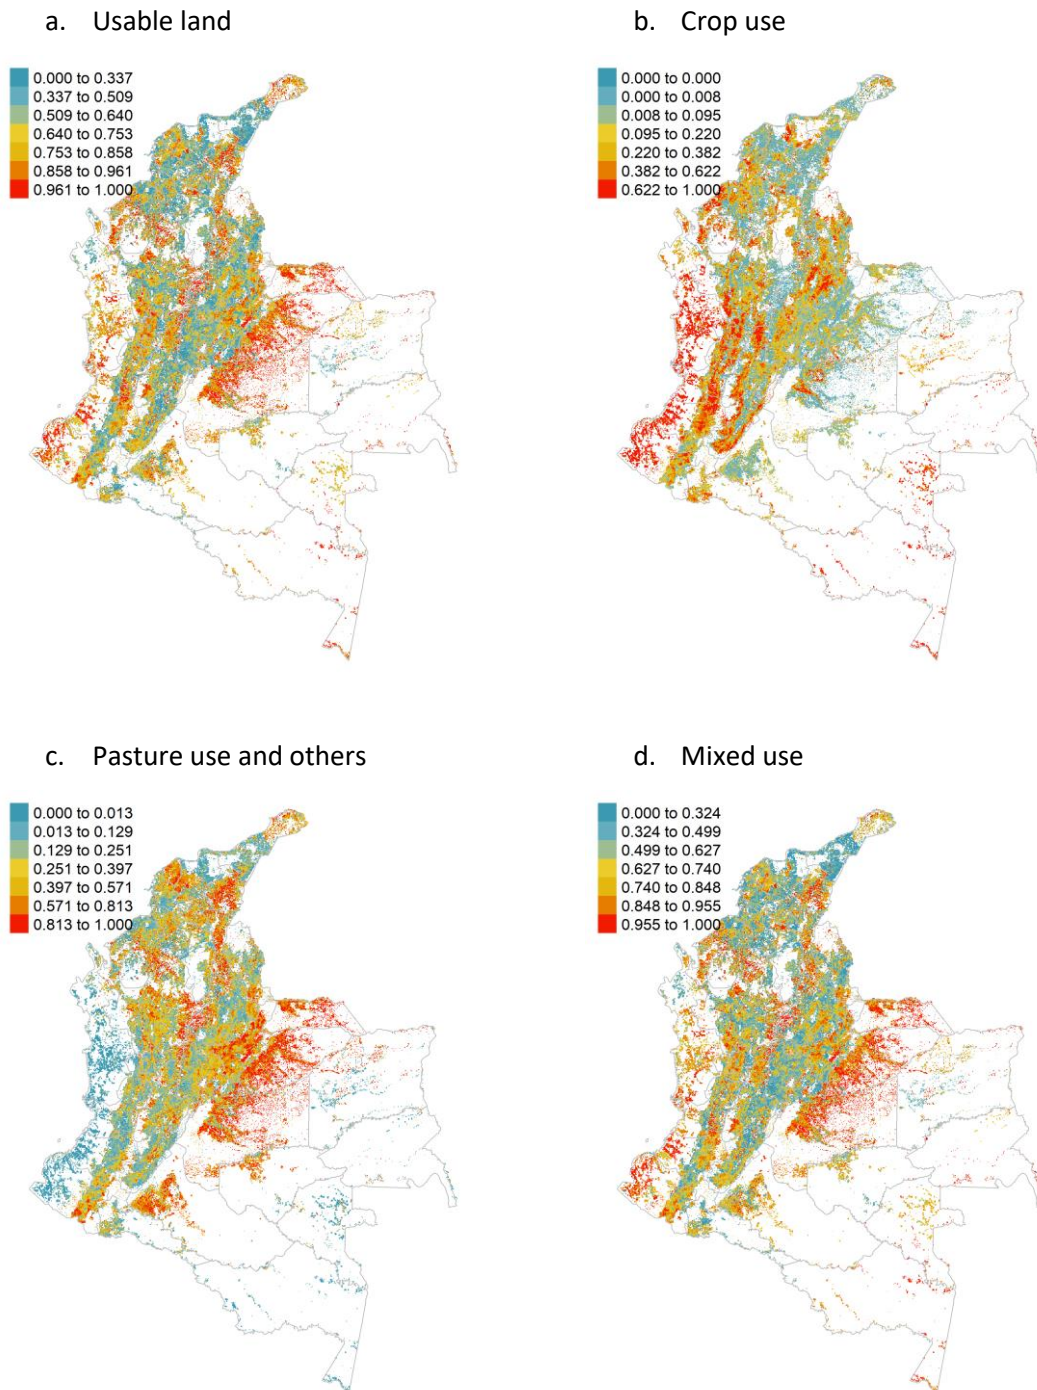 a. Usable land
0.000 to 0.337
0.337 to 0.509
0.509 to 0.640
0.640 to 0.753
0.753 to 0.858
0.858 to 0.961
0.961 to 1.000
b. Crop use
0.000 to 0.000
0.000 to 0.008
0.008 to 0.095
0.095 to 0.220
0.220 to 0.382
0.382 to 0.622
0.622 to 1.000
c. Pasture use and others
0.000 to 0.013
0.013 to 0.129
0.129 to 0.251
0.251 to 0.397
0.397 to 0.571
0.571 to 0.813
0.813 to 1.000
d. Mixed use
0.000 to 0.324
0.324 to 0.499
0.499 to 0.627
0.627 to 0.740
0.740 to 0.848
0.848 to 0.955
0.955 to 1.000